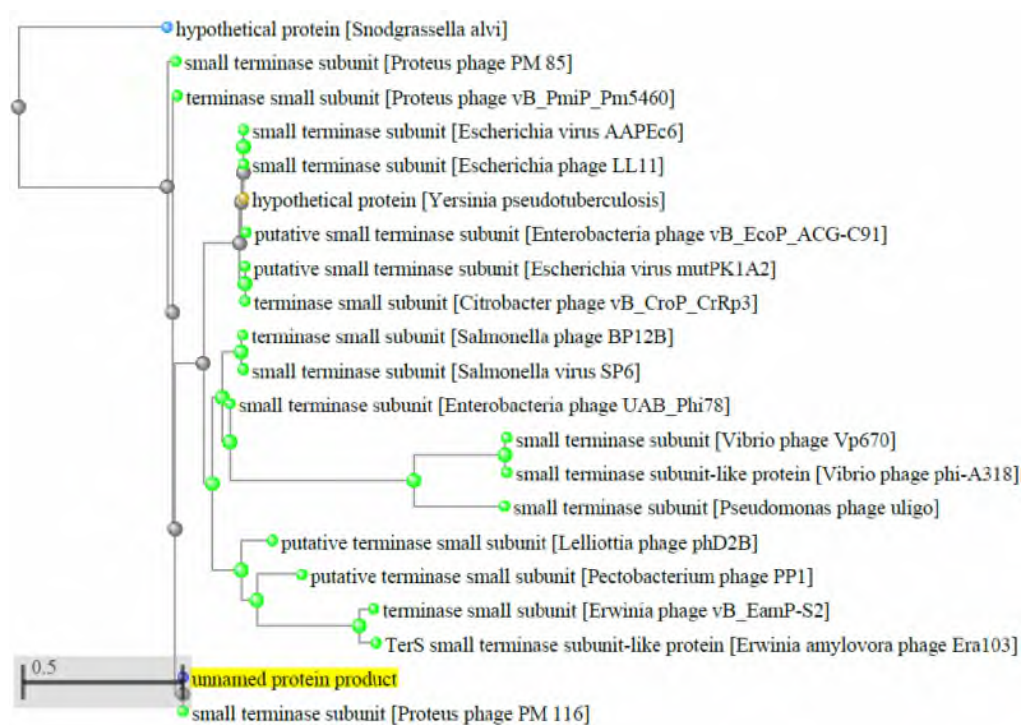 hypothetical protein [Snodgrassella alvi]
small terminase subunit [Proteus phage PM 85]
terminase small subunit [Proteus phage vB_PmiP_Pm5460]
small terminase subunit [Escherichia virus AAPEc6]
small terminase subunit [Escherichia phage LL11]
hypothetical protein [Yersinia pseudotuberculosis]
putative small terminase subunit [Enterobacteria phage vB_EcoP_ACG-C91]
putative small terminase subunit [Escherichia virus mutPK1A2]
terminase small subunit [Citrobacter phage vB_CroP_CrRp3]
terminase small subunit [Salmonella phage BP12B]
small terminase subunit [Salmonella virus SP6]
small terminase subunit [Enterobacteria phage UAB_Phi78]
small terminase subunit [Vibrio phage Vp670]
small terminase subunit-like protein [Vibrio phage phi-A318]
small terminase subunit [Pseudomonas phage uligo]
putative terminase small subunit [Lelliottia phage phD2B]
putative terminase small subunit [Pectobacterium phage PP1]
terminase small subunit [Erwinia phage vB_EamP-S2]
TerS small terminase subunit-like protein [Erwinia amylovora phage Era103]
0.5
unnamed protein product
small terminase subunit [Proteus phage PM 116]